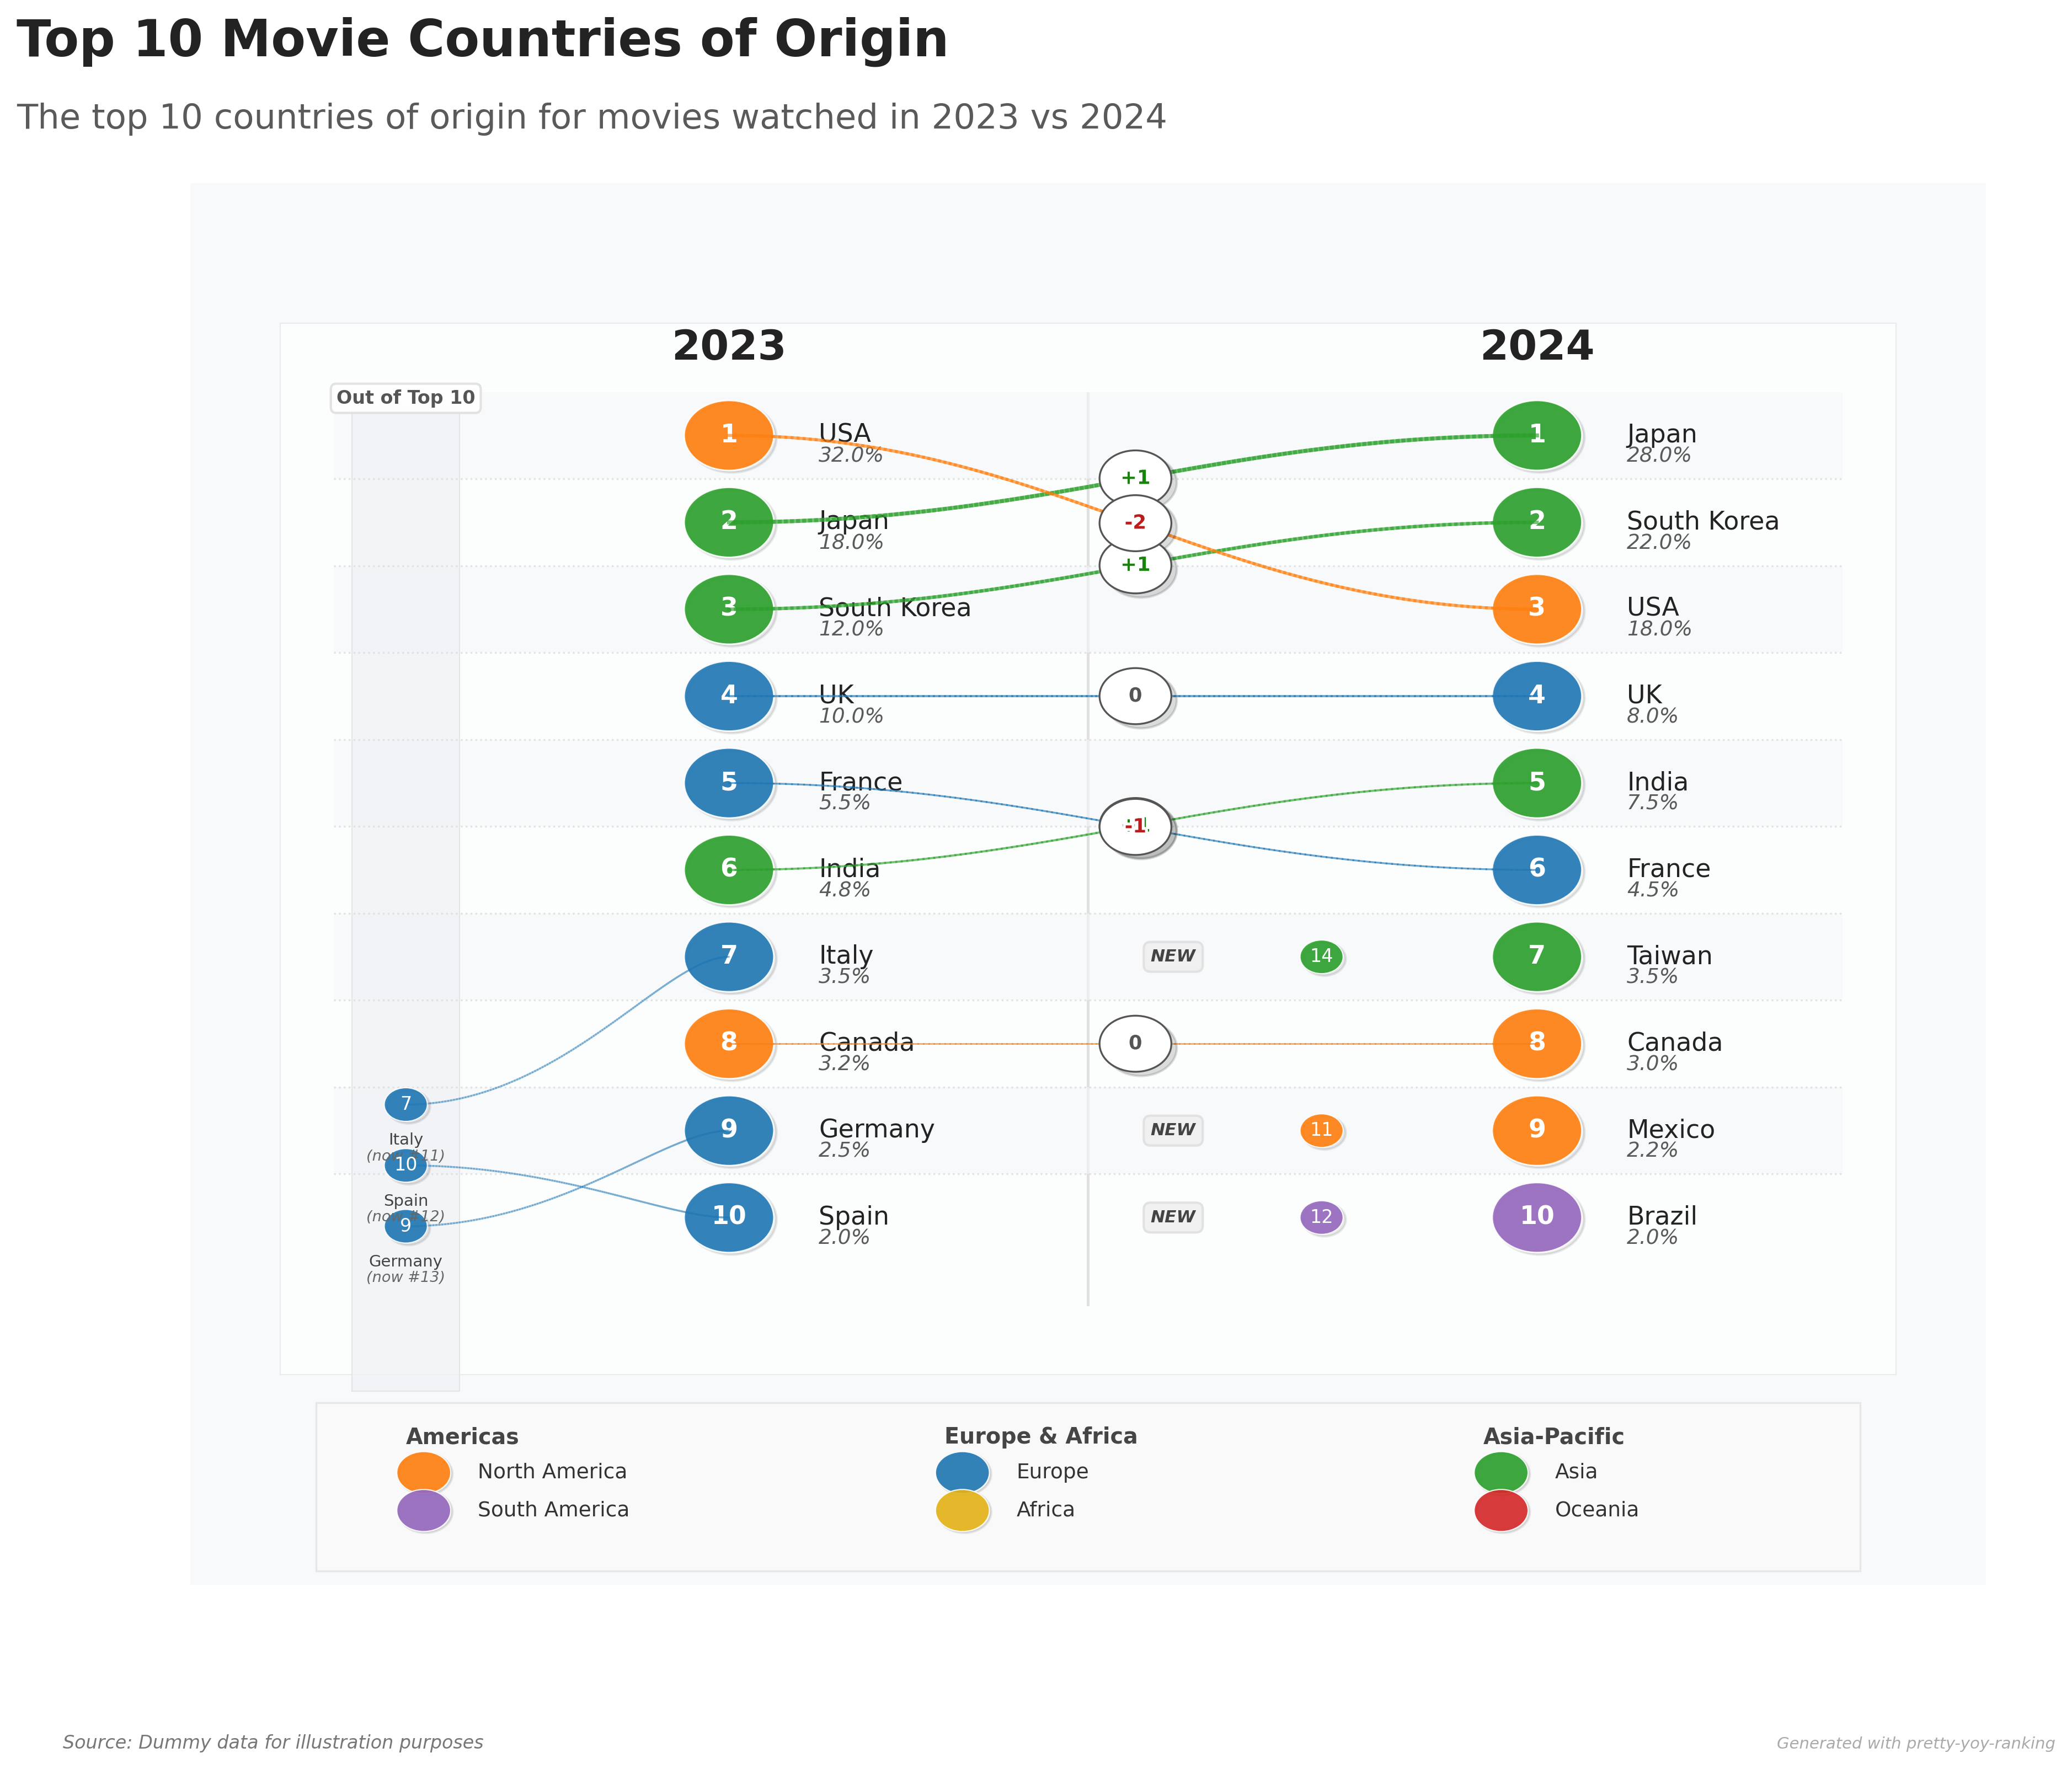 Top 10 Movie Countries of Origin
The top 10 countries of origin for movies watched in 2023 vs 2024
2023
2024
Out of Top 10
1
USA
32.0%
+1
1
Japan
28.0%
2
Japan
18.0%
-2
2
South Korea
22.0%
3
South Korea
12.0%
+1
3
USA
18.0%
4
UK
10.0%
0
4
UK
8.0%
5
France
5.5%
5
India
7.5%
-1
6
India
4.8%
6
France
4.5%
7
Italy
3.5%
NEW
14
7
Taiwan
3.5%
8
Canada
3.2%
0
8
Canada
3.0%
7
Italy
(now #11)
9
Germany
2.5%
NEW
11
9
Mexico
2.2%
10
Spain
(now #12)
10
Spain
2.0%
NEW
12
10
Brazil
2.0%
9
Germany
(now #13)
Americas
North America
South America
Europe & Africa
Europe
Africa
Asia-Pacific
Asia
Oceania
Source: Dummy data for illustration purposes
Generated with pretty-yoy-ranking